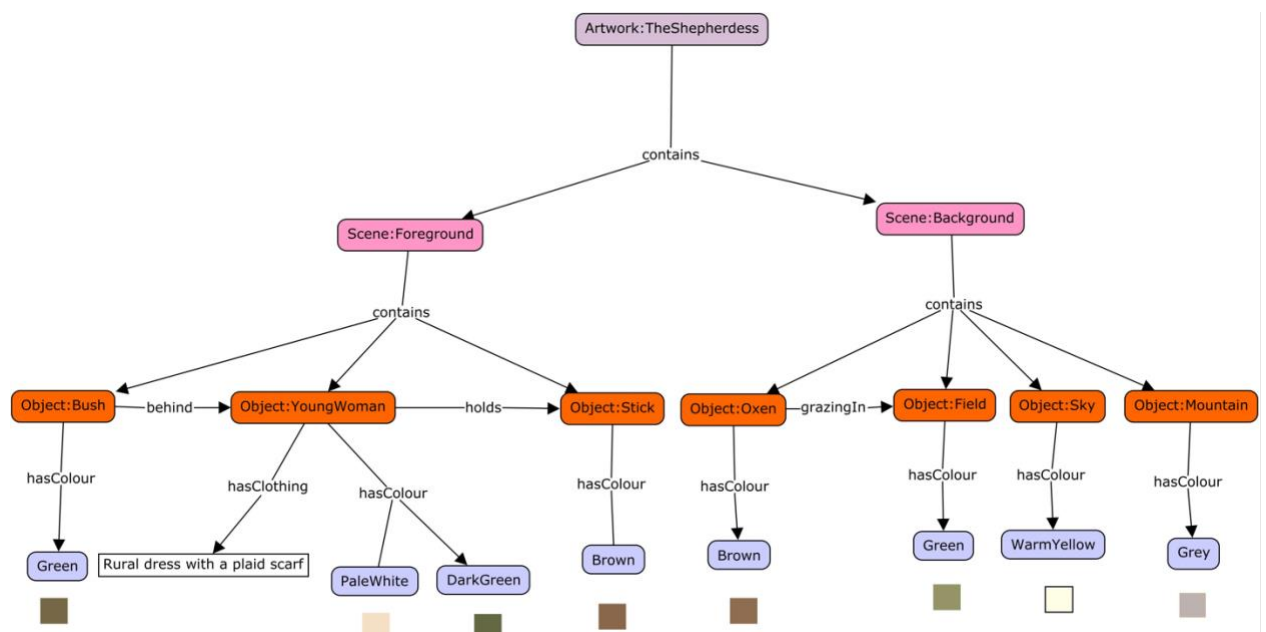 Artwork:TheShepherdess
contains
Scene:Foreground
Scene:Background
contains
contains
Object:Bush
behind
Object:YoungWoman
holds
Object:Stick
Object:Oxen
grazingIn
Object:Field
Object:Sky
Object:Mountain
hasColour
hasClothing
hasColour
hasColour
hasColour
hasColour
hasColour
hasColour
Green
Rural dress with a plaid scarf
PaleWhite
DarkGreen
Brown
Brown
Green
WarmYellow
Grey